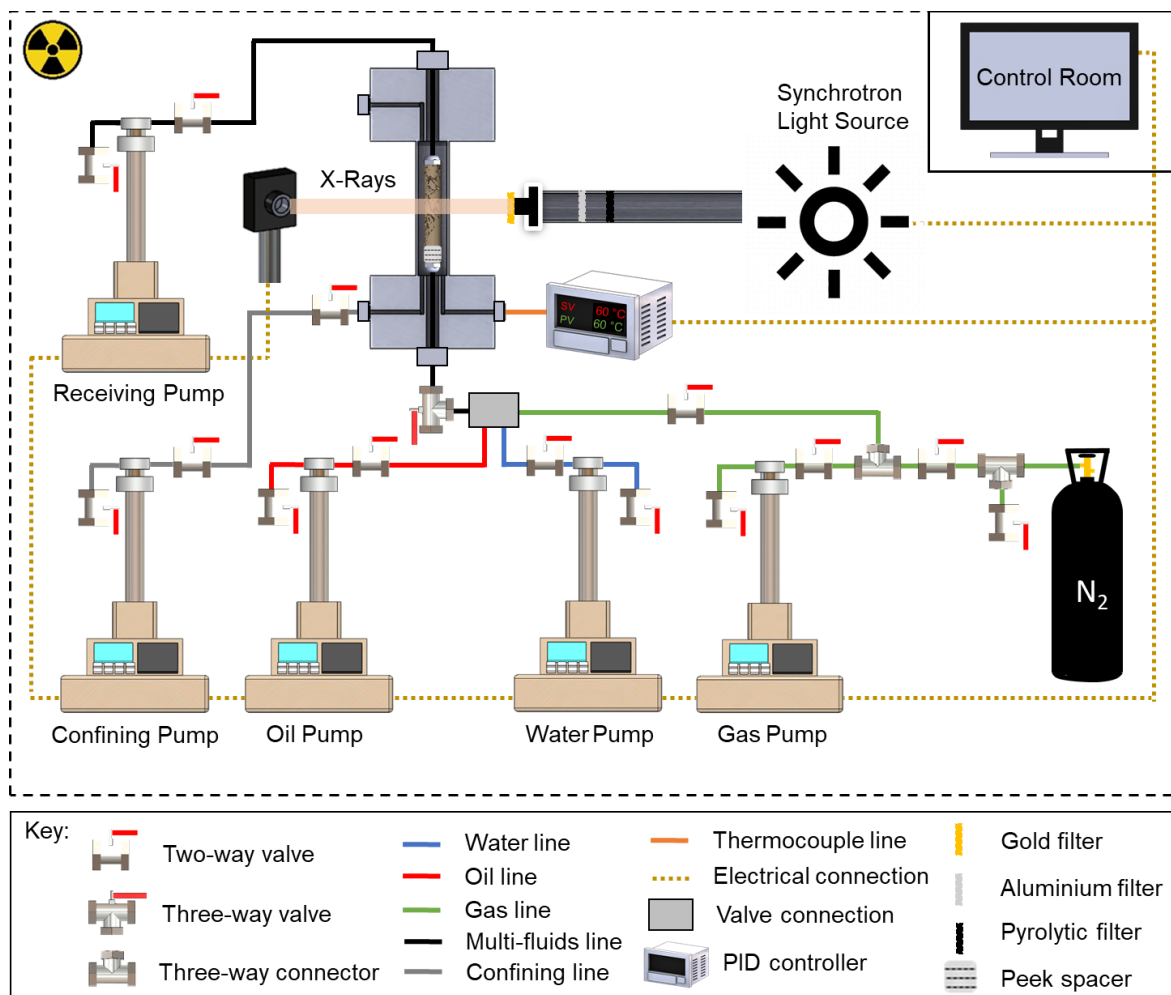 Control Room
Synchrotron
Light Source
X-Rays
SV 60 °C
PV 60 °C
Receiving Pump
N2
Confining Pump
Oil Pump
Water Pump
Gas Pump
Key:
Two-way valve
Three-way valve
Three-way connector
Water line
Oil line
Gas line
Multi-fluids line
Confining line
Thermocouple line
Electrical connection
Valve connection
PID controller
Gold filter
Aluminium filter
Pyrolytic filter
Peek spacer